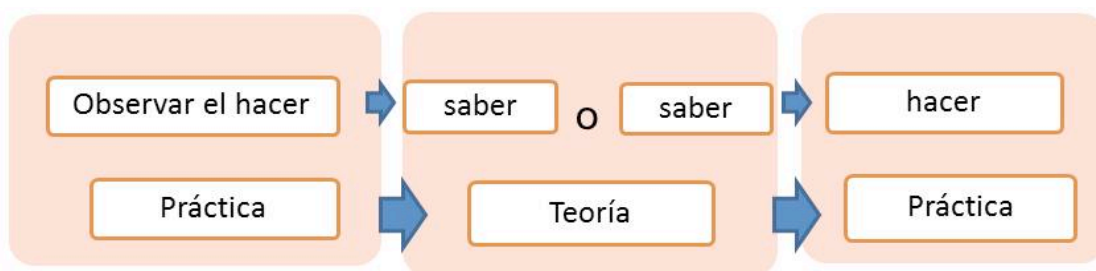 Observar el hacer
saber o saber
hacer
Práctica
Teoría
Práctica